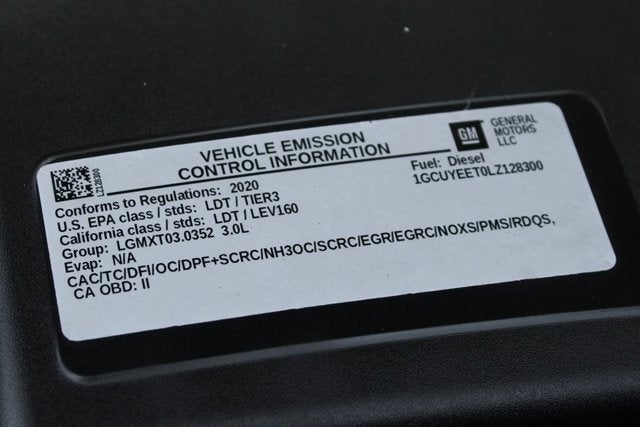 VEHICLE EMISSION
CONTROL INFORMATION
GM
GENERAL
MOTORS
LLC
LZ128300
Fuel: Diesel
1GCUYEET0LZ128300
Conforms to Regulations: 2020
U.S. EPA class / stds: LDT / TIER3
California class / stds: LDT / LEV160
Group: LGMXT03.0352 3.0L
Evap: N/A
CAC/TC/DFI/OC/DPF+SCRC/NH3OC/SCRC/EGR/EGRC/NOXS/PMS/RDQS,
CA OBD: II